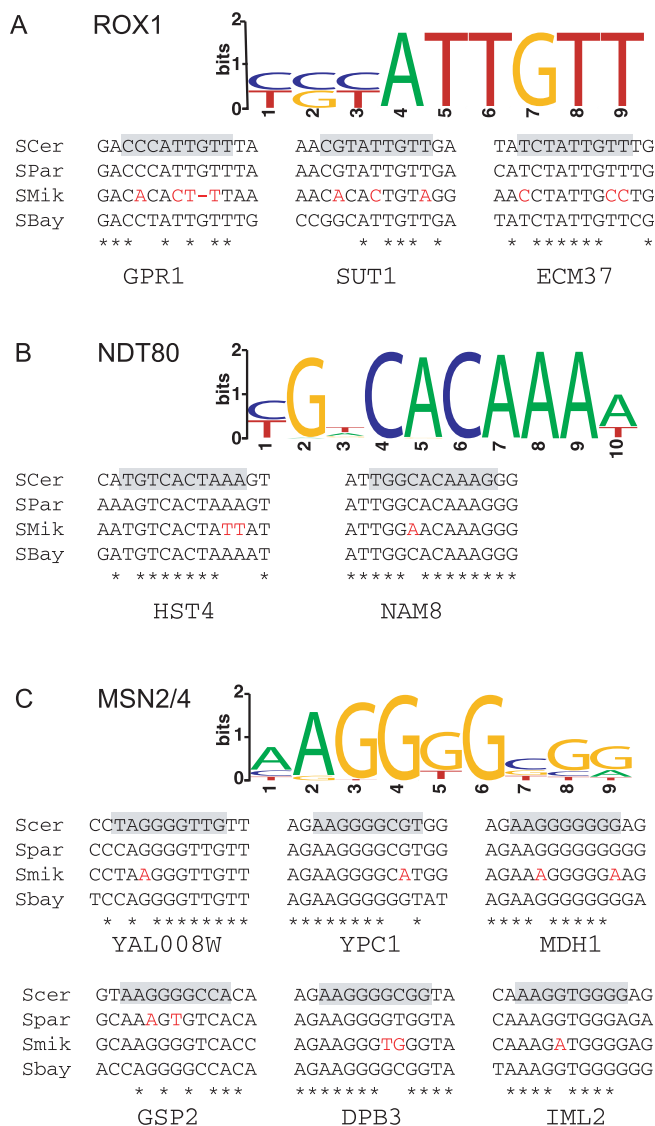 A ROX1
bits
2
1
0
C C C A T T G T T
T G T
1 2 3 4 5 6 7 8 9
SCer GACCCATTGTTTA AACGTATTGTTGA TATCTATTGTTTG
SPar GACCCATTGTTTA AACGTATTGTTGA TATCTATTGTTTG
SMik GACACACT-TTAA AACACACTGTAGG AACCTATTGCCTG
SBay GACCTATTGTTTG CCGGCATTGTTGA TATCTATTGTTCG
*** * * ** * *** * * ****** *
GPR1 SUT1 ECM37
B NDT80
bits
2
1
0
C G T C A C A A A A
T A T
1 2 3 4 5 6 7 8 9 10
SCer CATGTCACTAAAGT ATTGGCACAAAGGG
SPar AAAGTCACTAAAAT ATTGGCACAAAGGG
SMik AATGTCACTATTAT ATTGGAACAAAGGG
SBay GATGTCACTAAAAT ATTGGCACAAAGGG
* ******* * ***** ********
HST4 NAM8
C MSN2/4
bits
2
1
0
A A G G G G C G G
C G T G C A
T T T T
1 2 3 4 5 6 7 8 9
Scer CCTAGGGGTTGTT AGAAGGGGCGTGG AGAAGGGGGGGAG
Spar CCCAGGGGTTGTT AGAAGGGGCGTGG AGAAGGGGGGGAG
Smik CCTAAGGGTTGTT AGAAGGGGCATGG AGAAAGGGGGAAG
Sbay TCCAGGGGTTGTT AGAAGGGGGGTAT AGAAGGGGGGGGA
* * ******** ******** * **** *****
YAL008W YPC1 MDH1
Scer GTAAGGGGCCACA AGAAGGGGCGGTA CAAAGGTGGGGAG
Spar GCAAAGTGTCACA AGAAGGGGTGGTA CAAAGGTGGGAGA
Smik GCAAGGGGTCACC AGAAGGGTGGGTA CAAAGATGGGGAG
Sbay ACCAGGGGCCACA AGAAGGGGCGGTA TAAAGGTGGGGGG
* * * *** ******* **** **** ****
GSP2 DPB3 IML2